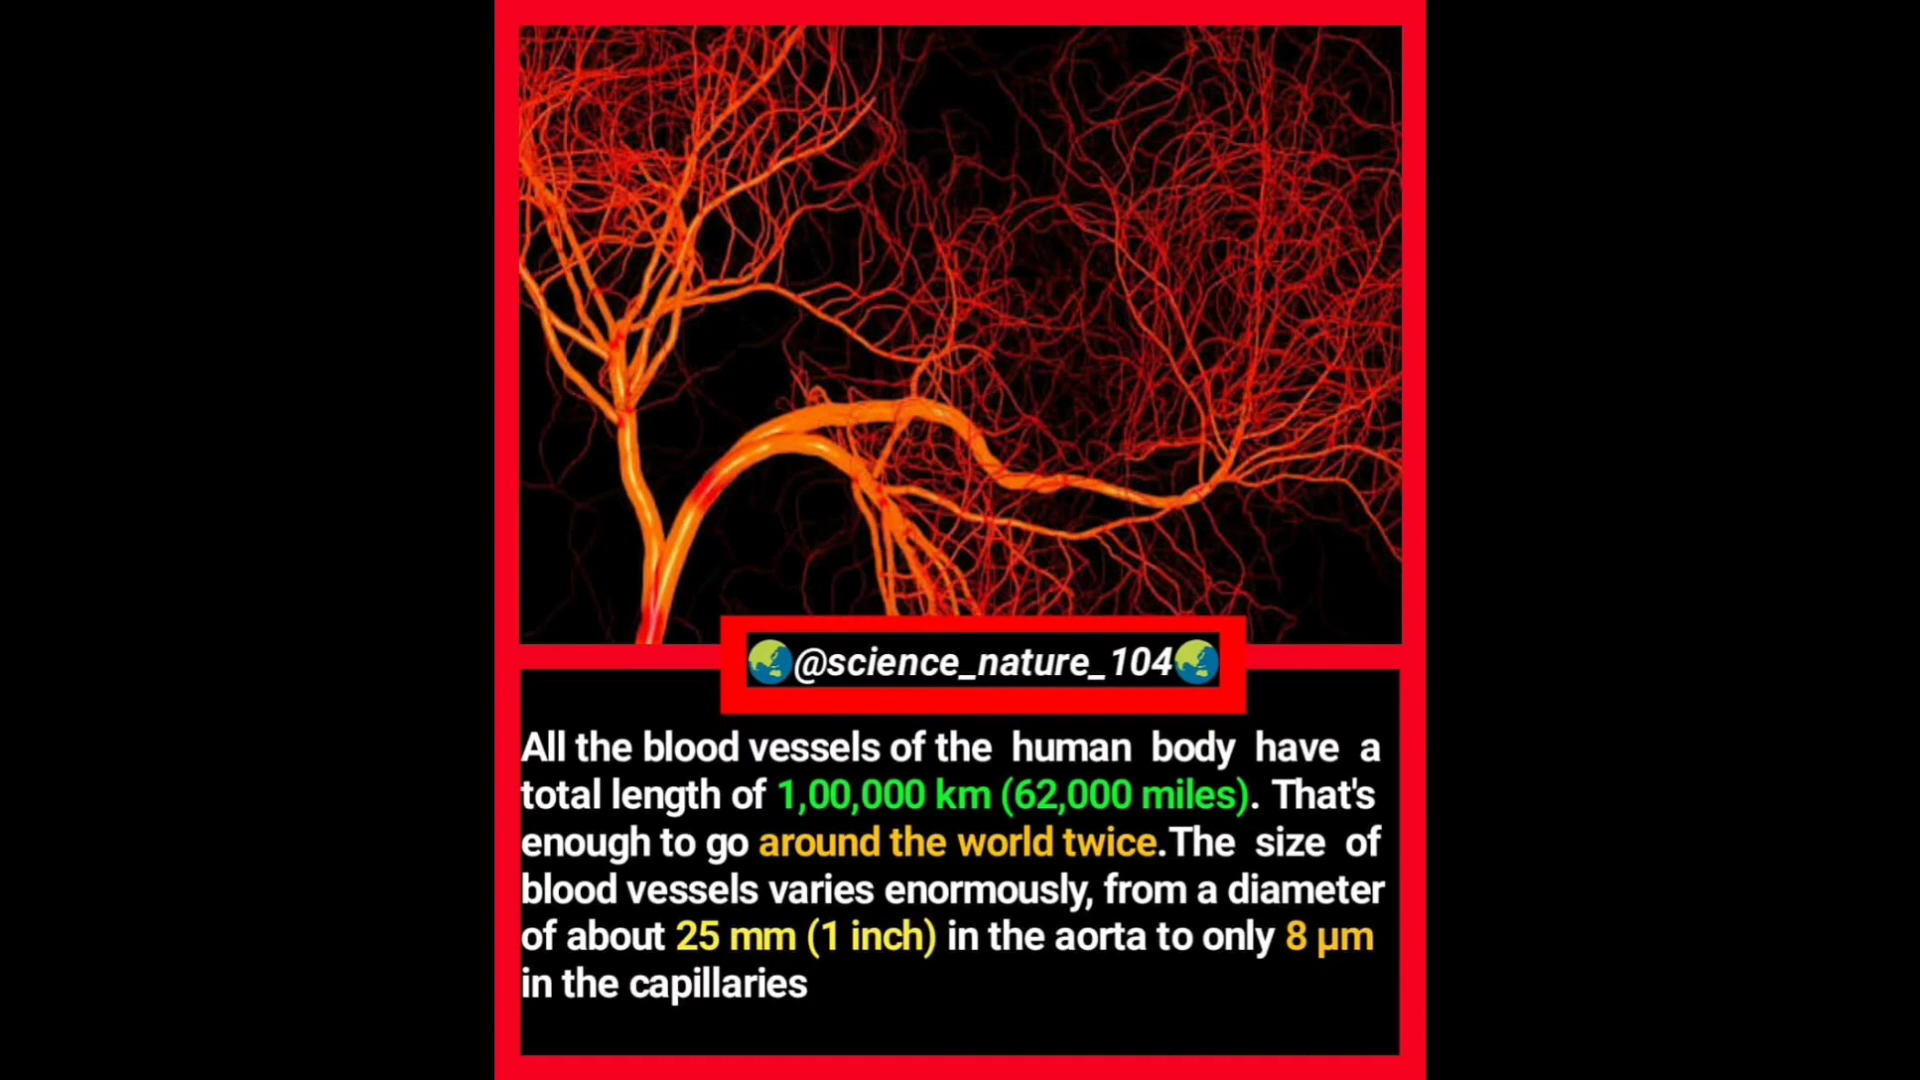 🌏@science_nature_104🌏
All the blood vessels of the human body have a
total length of 1,00,000 km (62,000 miles). That's
enough to go around the world twice.The size of
blood vessels varies enormously, from a diameter
of about 25 mm (1 inch) in the aorta to only 8 µm
in the capillaries